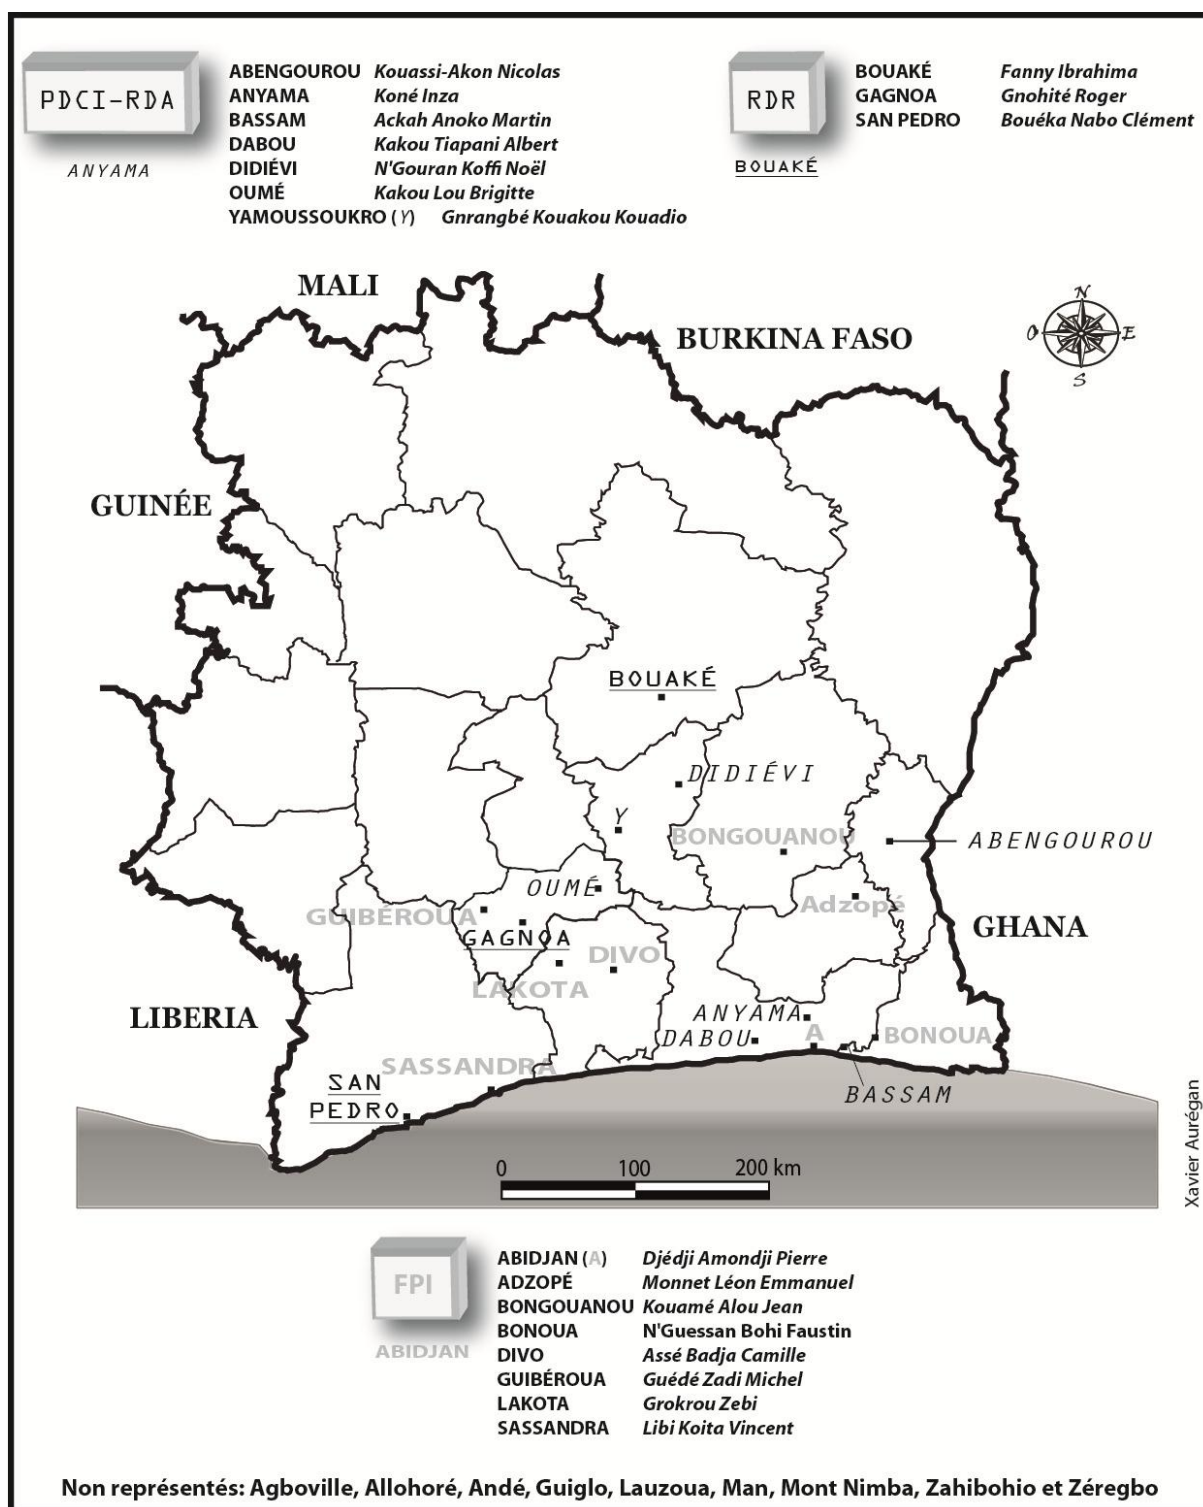 PDCI-RDA
ANYAMA
ABENGOUROU Kouassi-Akon Nicolas
ANYAMA Koné Inza
BASSAM Ackah Anoko Martin
DABOU Kakou Tiapani Albert
DIDIÉVI N'Gouran Koffi Noël
OUMÉ Kakou Lou Brigitte
YAMOUSSOUKRO (Y) Gnrangbé Kouakou Kouadio
RDR
BOUAKÉ
BOUAKÉ Fanny Ibrahima
GAGNOA Gnohité Roger
SAN PEDRO Bouéka Nabo Clément
MALI
BURKINA FASO
N
O E
S
GUINÉE
BOUAKÉ
DIDIÉVI
Y
BONGOUANOU
ABENGOUROU
OUMÉ
Adzopé
GUIBÉROUA
GAGNOA
GHANA
DIVO
LAKOTA
LIBERIA
ANYAMA
DABOU
A
BONOUA
SASSANDRA
BASSAM
SAN
PEDRO
0 100 200 km
Xavier Aurégan
FPI
ABIDJAN
ABIDJAN (A) Djédji Amondji Pierre
ADZOPÉ Monnet Léon Emmanuel
BONGOUANOU Kouamé Alou Jean
BONOUA N'Guessan Bohi Faustin
DIVO Assé Badja Camille
GUIBÉROUA Guédé Zadi Michel
LAKOTA Grokrou Zebi
SASSANDRA Libi Koita Vincent
Non représentés: Agboville, Allohoré, Andé, Guiglo, Lauzoua, Man, Mont Nimba, Zahibohio et Zéregbo